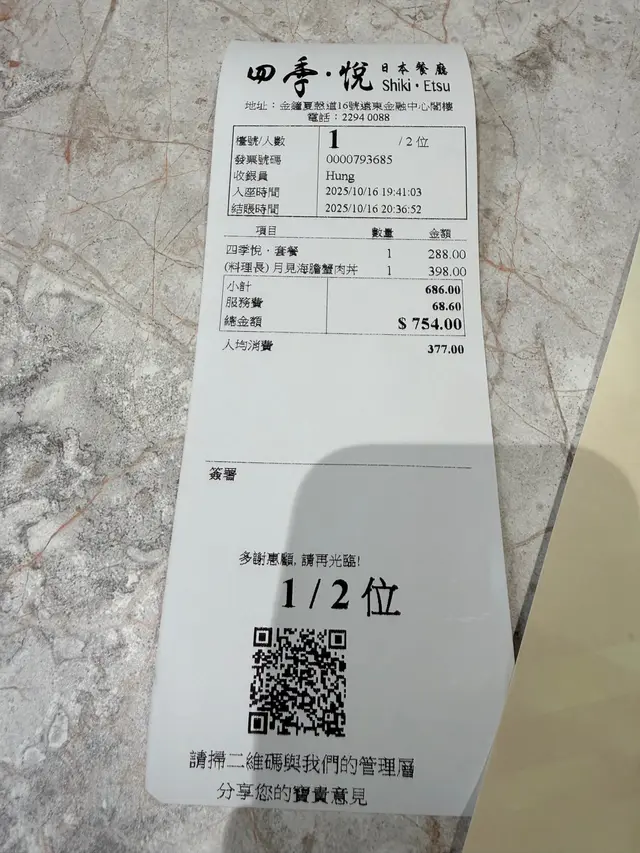 四季·悅 日本餐廳
Shiki·Etsu
地址：金鐘夏慤道16號遠東金融中心閣樓
電話：2294 0088
檯號/人數 1 / 2 位
發票號碼 0000793685
收銀員 Hung
入座時間 2025/10/16 19:41:03
結賬時間 2025/10/16 20:36:52
項目 數量 金額
四季悅·套餐 1 288.00
(料理長) 月見海膽蟹肉丼 1 398.00
小計 686.00
服務費 68.60
總金額 $ 754.00
人均消費 377.00
簽署
多謝惠顧, 請再光臨!
1 / 2 位
請掃二維碼與我們的管理層
分享您的寶貴意見